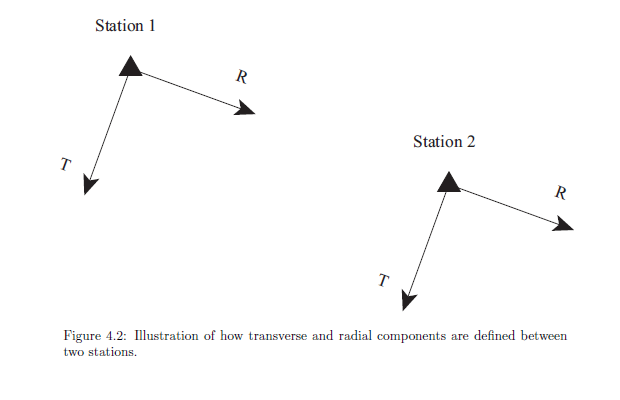 Station 1
R
T
Station 2
R
T
Figure 4.2: Illustration of how transverse and radial components are defined between
two stations.